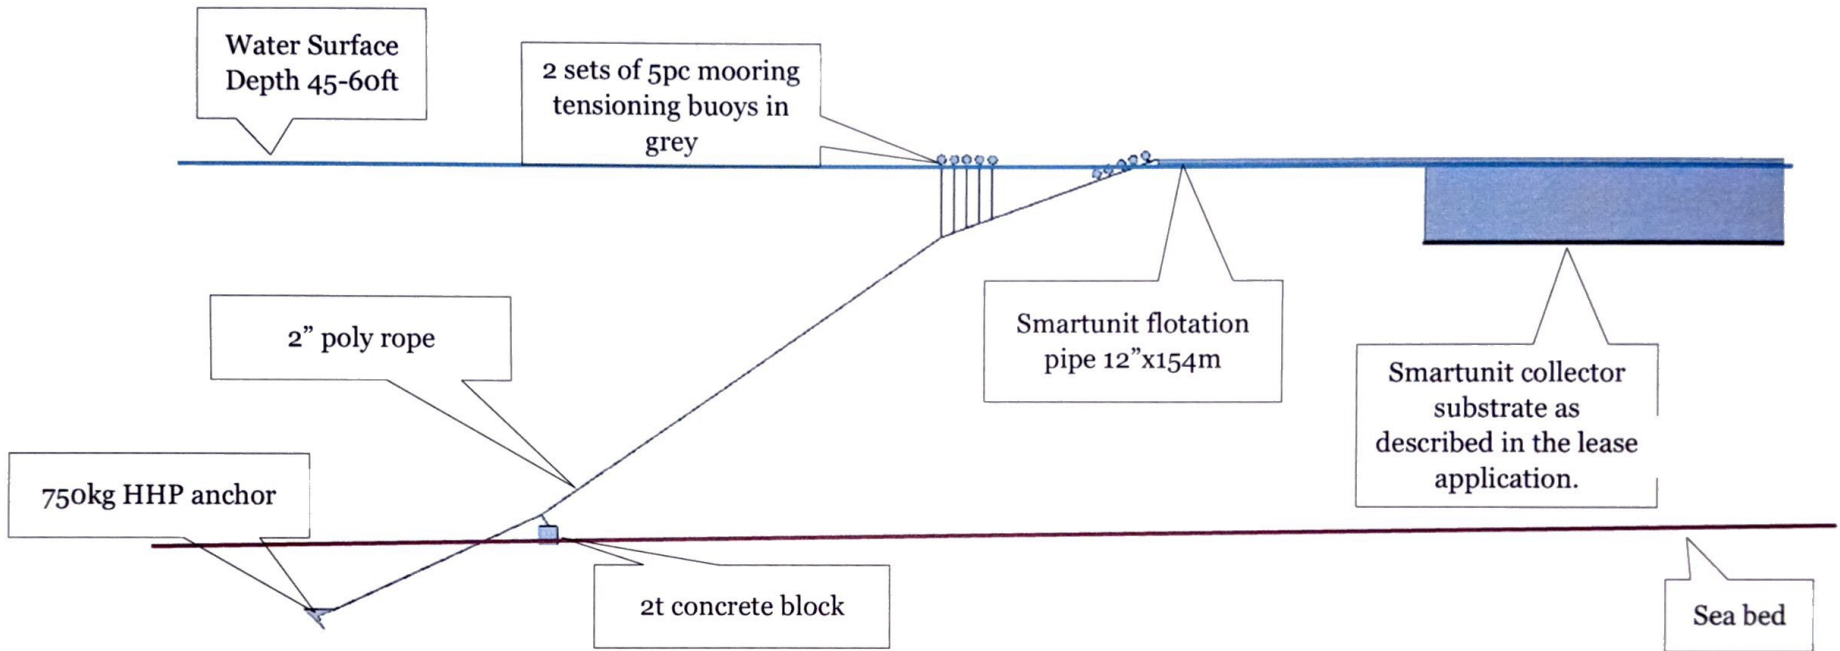 Water Surface
Depth 45-60ft
2 sets of 5pc mooring
tensioning buoys in
grey
2” poly rope
Smartunit flotation
pipe 12”x154m
Smartunit collector
substrate as
described in the lease
application.
750kg HHP anchor
2t concrete block
Sea bed